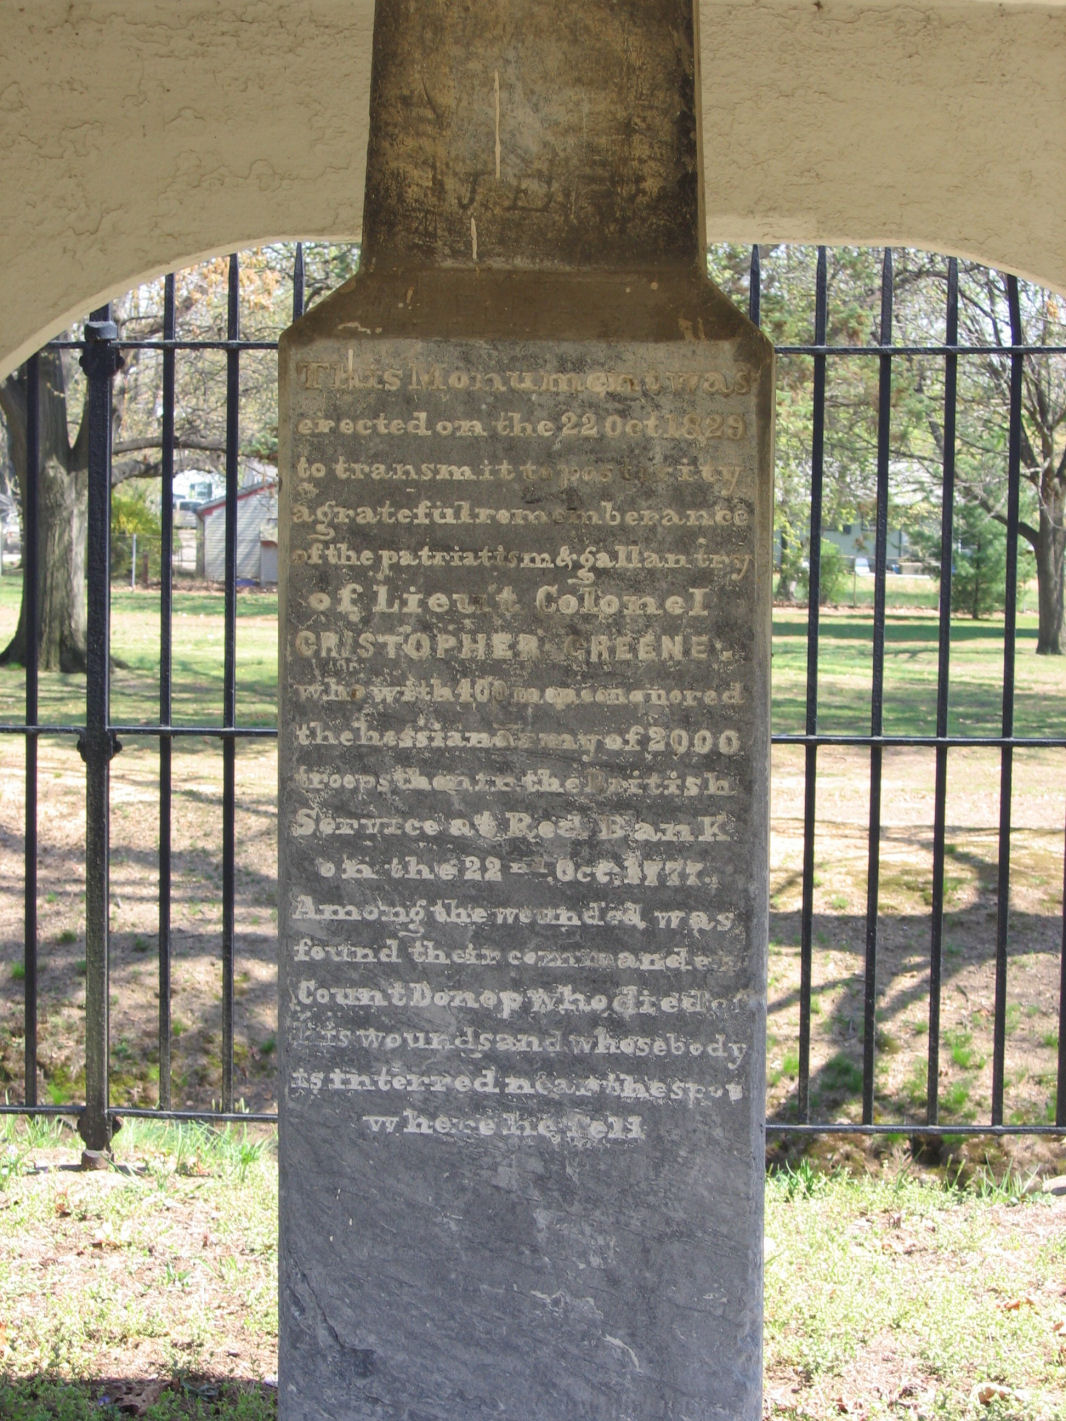 This Monument was
erected on the 22 Oct. 1829
to transmit to posterity
a grateful remembrance
of the patriatism & gallantry
of Lieut Colonel
CRISTOPHER GREENE.
who with 400 men
the hessian army of 2000
troops then in the British
Service at Red Bank
on the 22nd Oct. 1777.
Among the wounded was
found their commander
Count Donop who died of
his wounds and whose body
is interred near the spot
where he fell